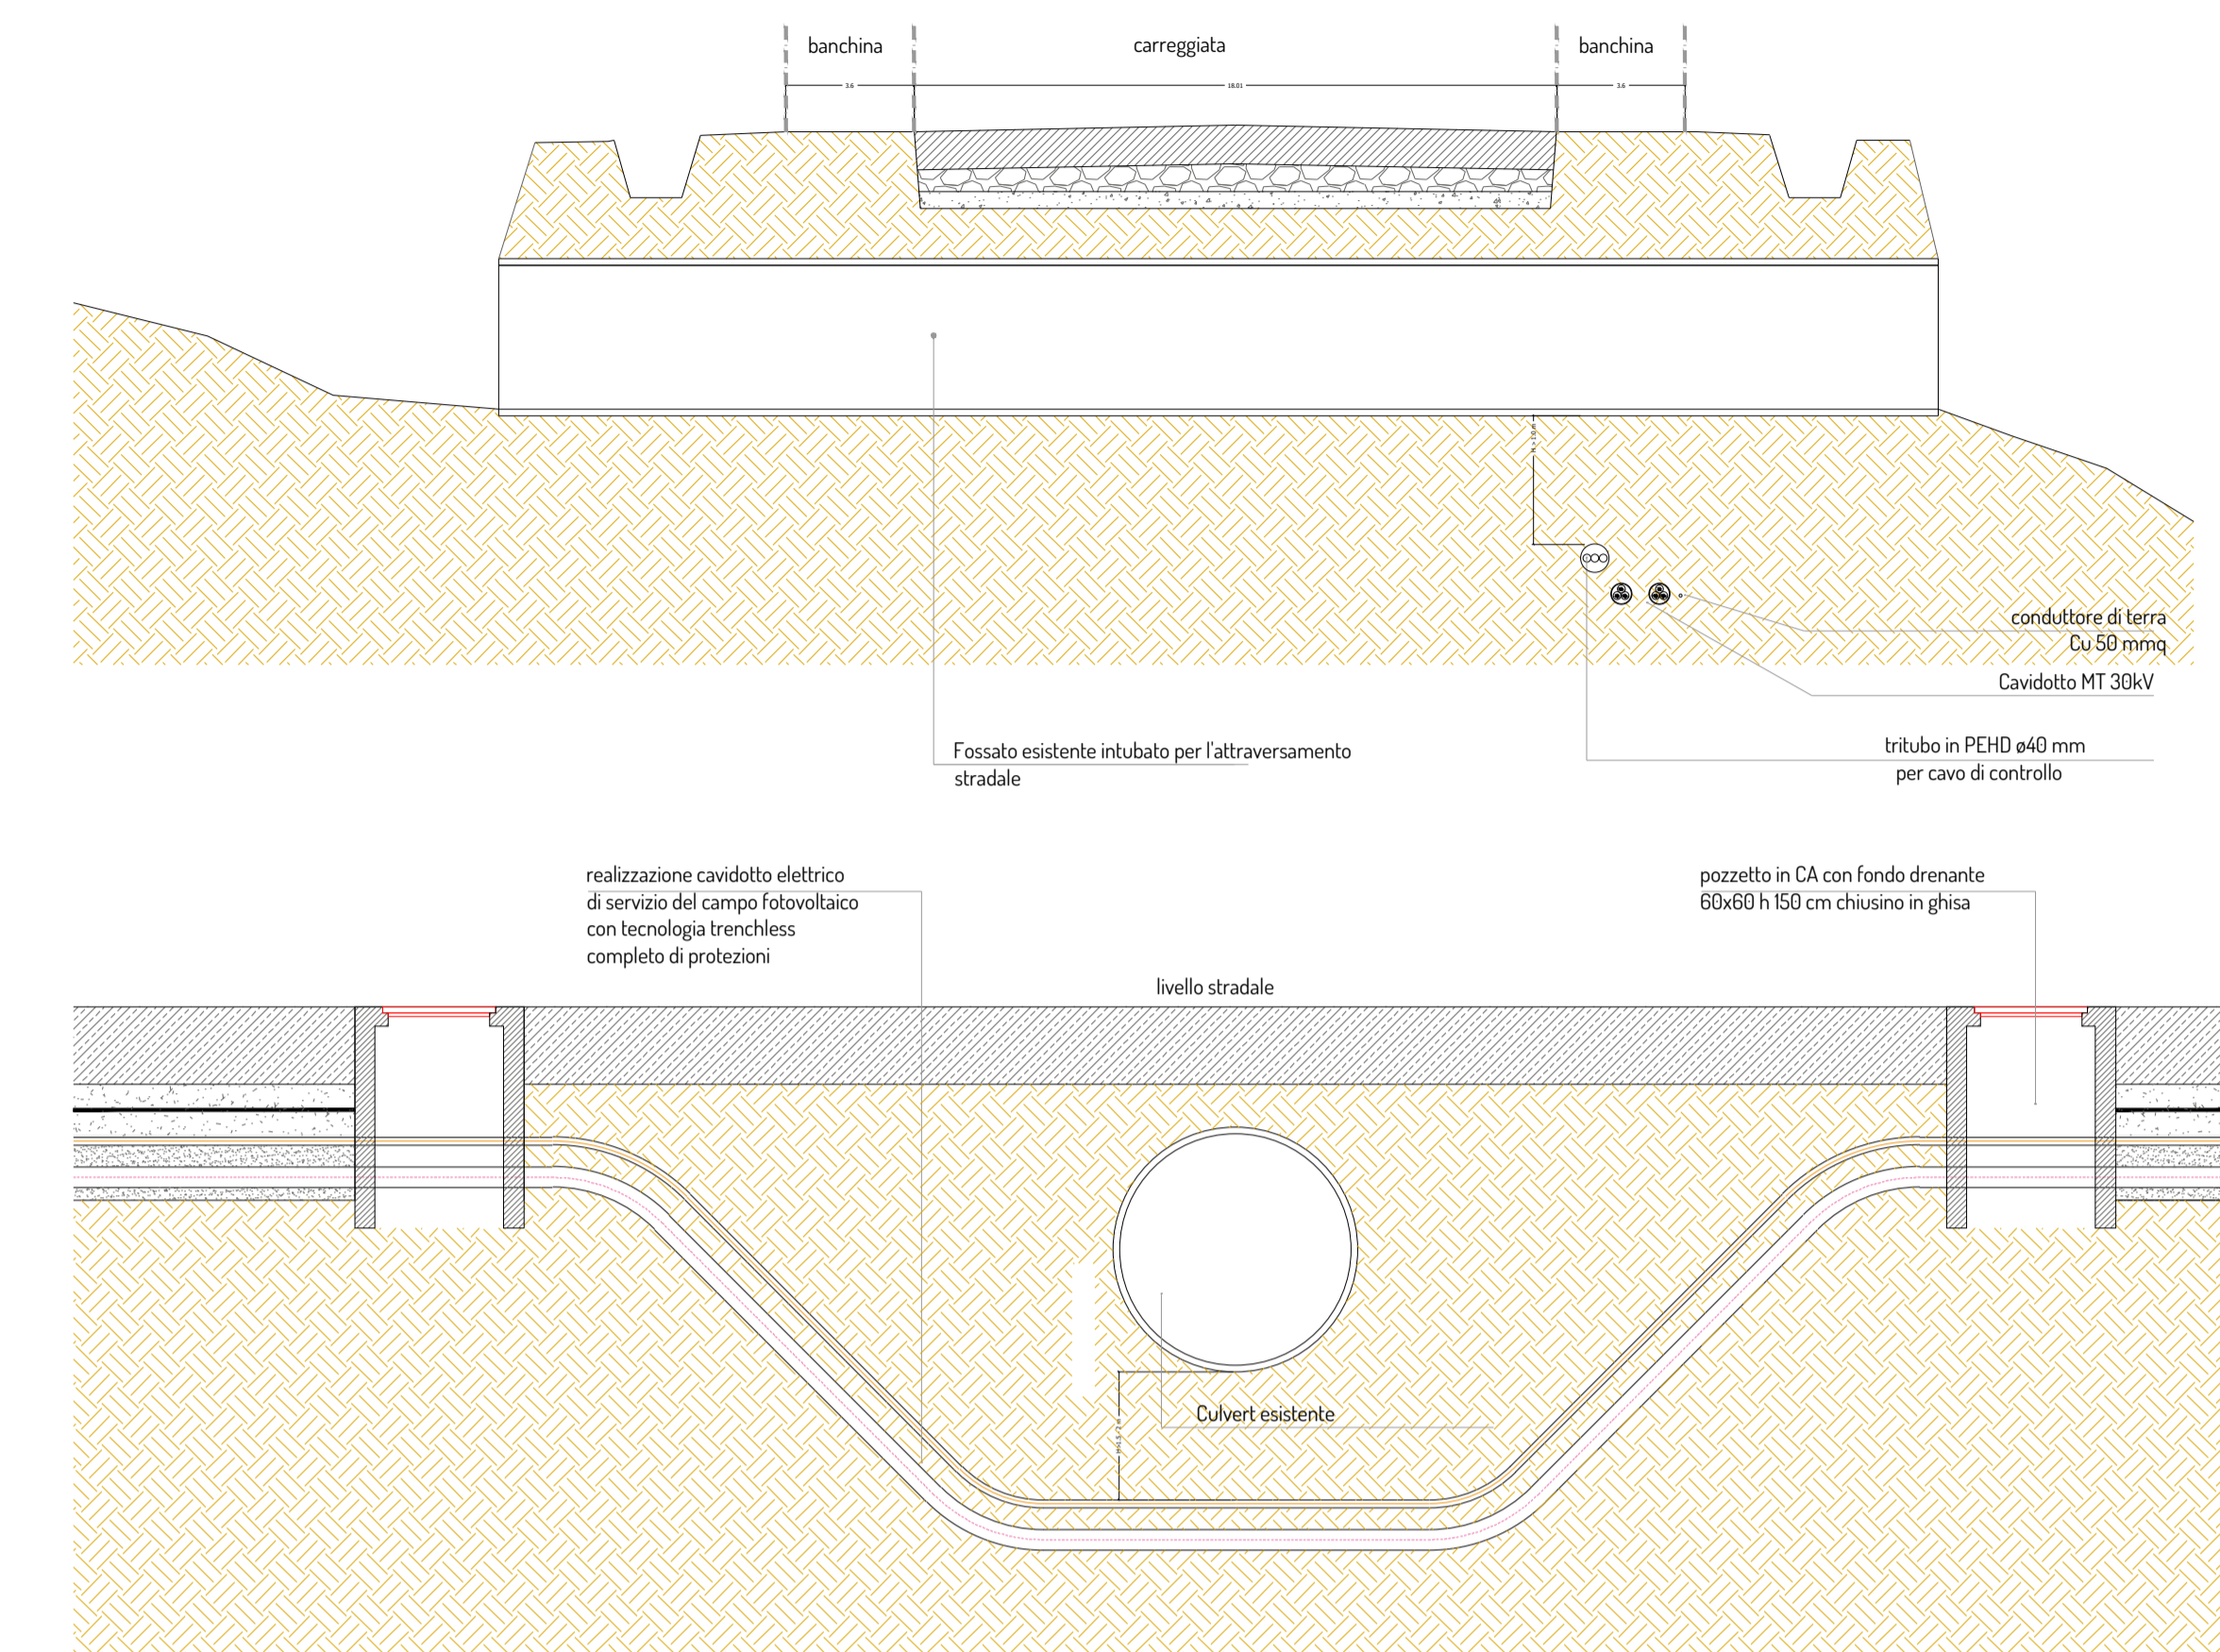 banchina
carreggiata
banchina
3.6
18.01
3.6
H > 1.0 m
conduttore di terra
Cu 50 mmq
Cavidotto MT 30kV
tritubo in PEHD ø40 mm
per cavo di controllo
Fossato esistente intubato per l'attraversamento
stradale
realizzazione cavidotto elettrico
di servizio del campo fotovoltaico
con tecnologia trenchless
completo di protezioni
pozzetto in CA con fondo drenante
60x60 h 150 cm chiusino in ghisa
livello stradale
Culvert esistente